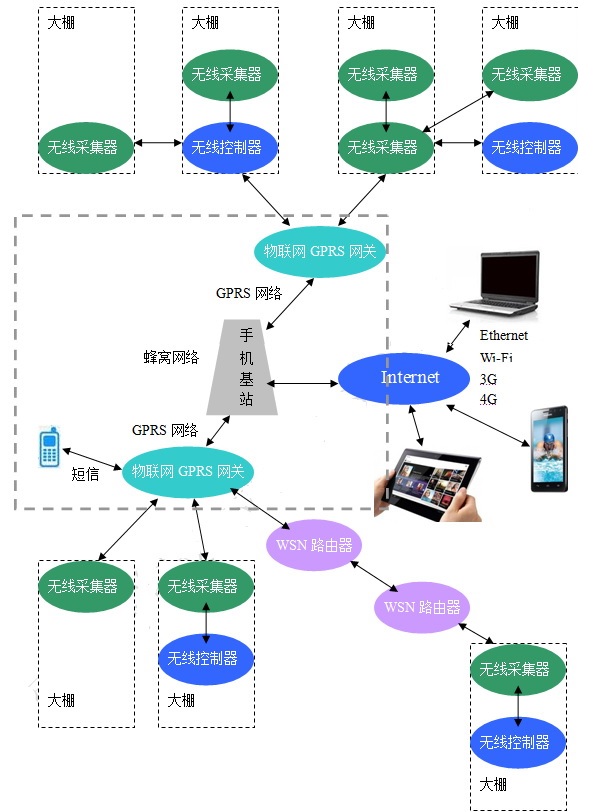 大棚
大棚
大棚
大棚
无线采集器
无线采集器
无线采集器
无线采集器
无线控制器
无线采集器
无线控制器
物联网 GPRS 网关
GPRS 网络
手
机
基
站
蜂窝网络
Internet
Ethernet
Wi-Fi
3G
4G
GPRS 网络
短信
物联网 GPRS 网关
WSN 路由器
无线采集器
无线采集器
WSN 路由器
无线控制器
大棚
大棚
无线采集器
无线控制器
大棚